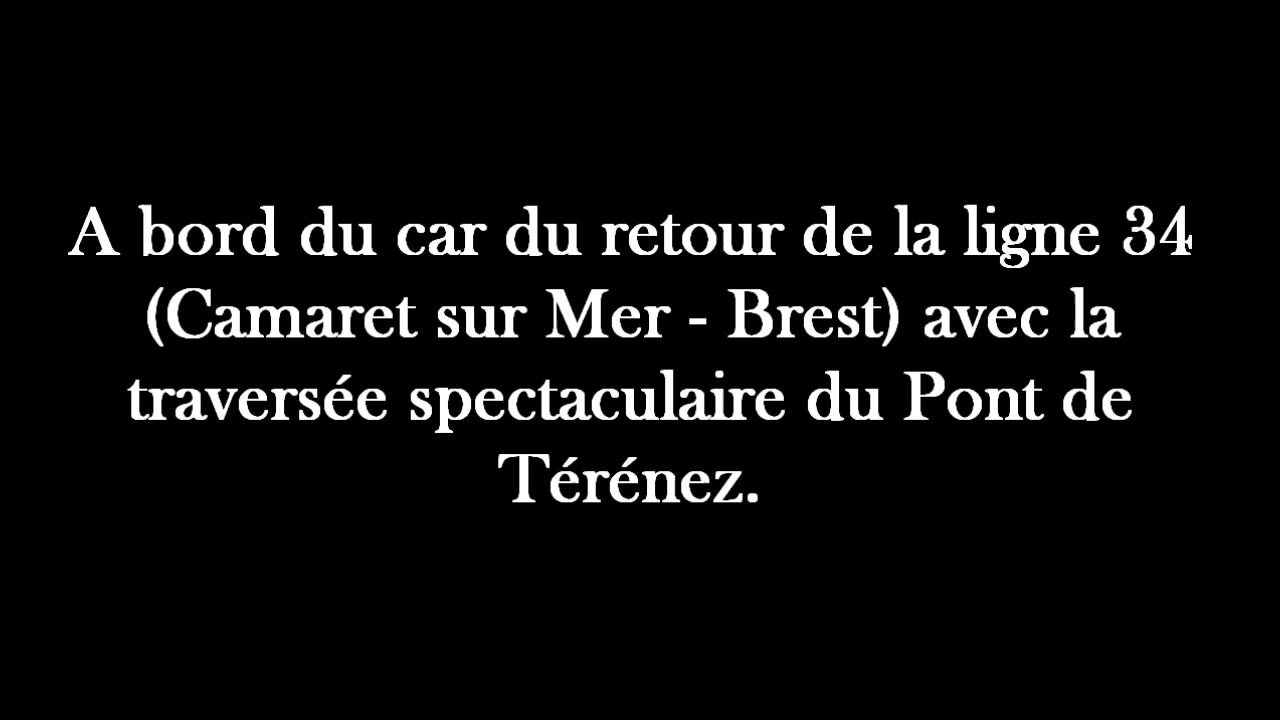 A bord du car du retour de la ligne 34
(Camaret sur Mer - Brest) avec la
traversée spectaculaire du Pont de
Térénez.